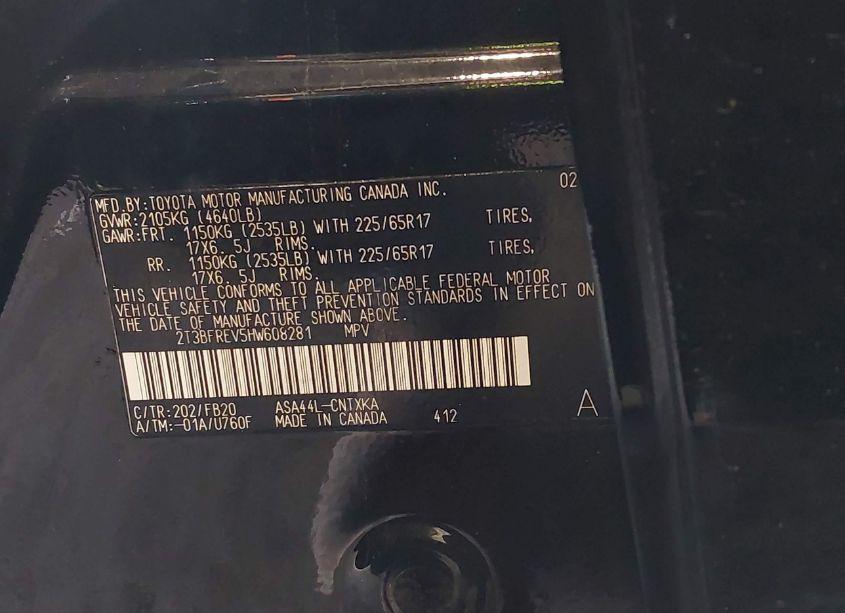 02
MFD.BY:TOYOTA MOTOR MANUFACTURING CANADA INC.
GVWR:2105KG (4640LB)
GAWR:FRT. 1150KG (2535LB) WITH 225/65R17 TIRES,
17X6. 5J RIMS.
RR. 1150KG (2535LB) WITH 225/65R17 TIRES,
17X6. 5J RIMS.
THIS VEHICLE CONFORMS TO ALL APPLICABLE FEDERAL MOTOR
VEHICLE SAFETY AND THEFT PREVENTION STANDARDS IN EFFECT ON
THE DATE OF MANUFACTURE SHOWN ABOVE.
2T3BFREV5HW608281 MPV
C/TR:202/FB20 ASA44L-CNTXKA
A/TM:-01A/U760F MADE IN CANADA 412 A